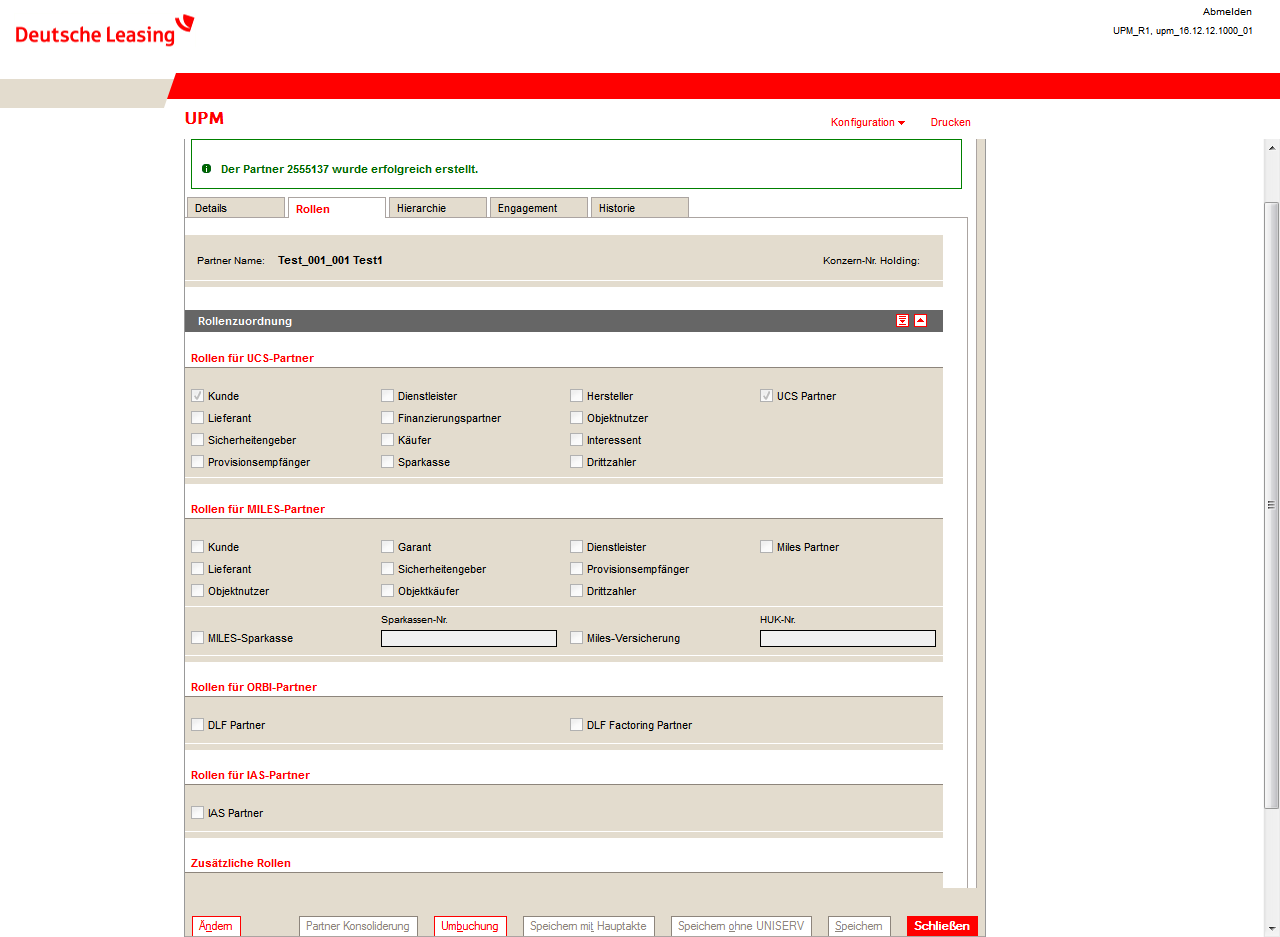 Deutsche Leasing
Abmelden
UPM_R1, upm_16.12.12.1000_01
UPM
Konfiguration Drucken
Der Partner 2555137 wurde erfolgreich erstellt.
Details Rollen Hierarchie Engagement Historie
Partner Name: Test_001_001 Test1 Konzern-Nr. Holding:
Rollenzuordnung
Rollen für UCS-Partner
Kunde Dienstleister Hersteller UCS Partner
Lieferant Finanzierungspartner Objektnutzer
Sicherheitengeber Käufer Interessent
Provisionsempfänger Sparkasse Drittzahler
Rollen für MILES-Partner
Kunde Garant Dienstleister Miles Partner
Lieferant Sicherheitengeber Provisionsempfänger
Objektnutzer Objektkäufer Drittzahler
Sparkassen-Nr. HUK-Nr.
MILES-Sparkasse Miles-Versicherung
Rollen für ORBI-Partner
DLF Partner DLF Factoring Partner
Rollen für IAS-Partner
IAS Partner
Zusätzliche Rollen
Ändern Partner Konsolidierung Umbuchung Speichern mit Hauptakte Speichern ohne UNISERV Speichern Schließen